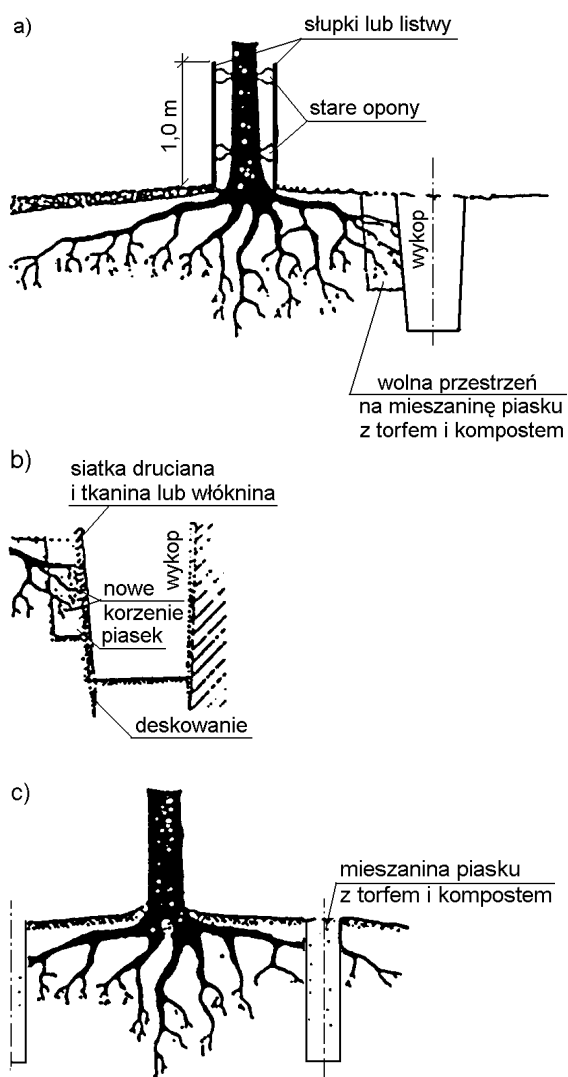 a)
słupki lub listwy
stare opony
1,0 m
wykop
wolna przestrzeń
na mieszaninę piasku
z torfem i kompostem
b)
siatka druciana
i tkanina lub włóknina
wykop
nowe
korzenie
piasek
deskowanie
c)
mieszanina piasku
z torfem i kompostem